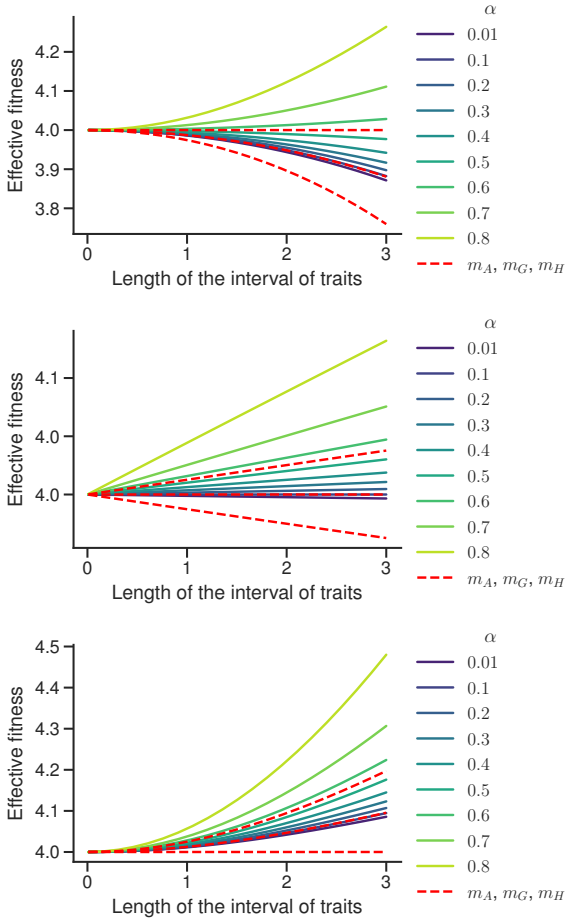 α
0.01
0.1
0.2
0.3
0.4
0.5
0.6
0.7
0.8
m_A, m_G, m_H
Effective fitness
4.2
4.1
4.0
3.9
3.8
0 1 2 3
Length of the interval of traits
α
0.01
0.1
0.2
0.3
0.4
0.5
0.6
0.7
0.8
m_A, m_G, m_H
Effective fitness
4.1
4.0
4.0
0 1 2 3
Length of the interval of traits
α
0.01
0.1
0.2
0.3
0.4
0.5
0.6
0.7
0.8
m_A, m_G, m_H
Effective fitness
4.5
4.4
4.3
4.2
4.1
4.0
0 1 2 3
Length of the interval of traits